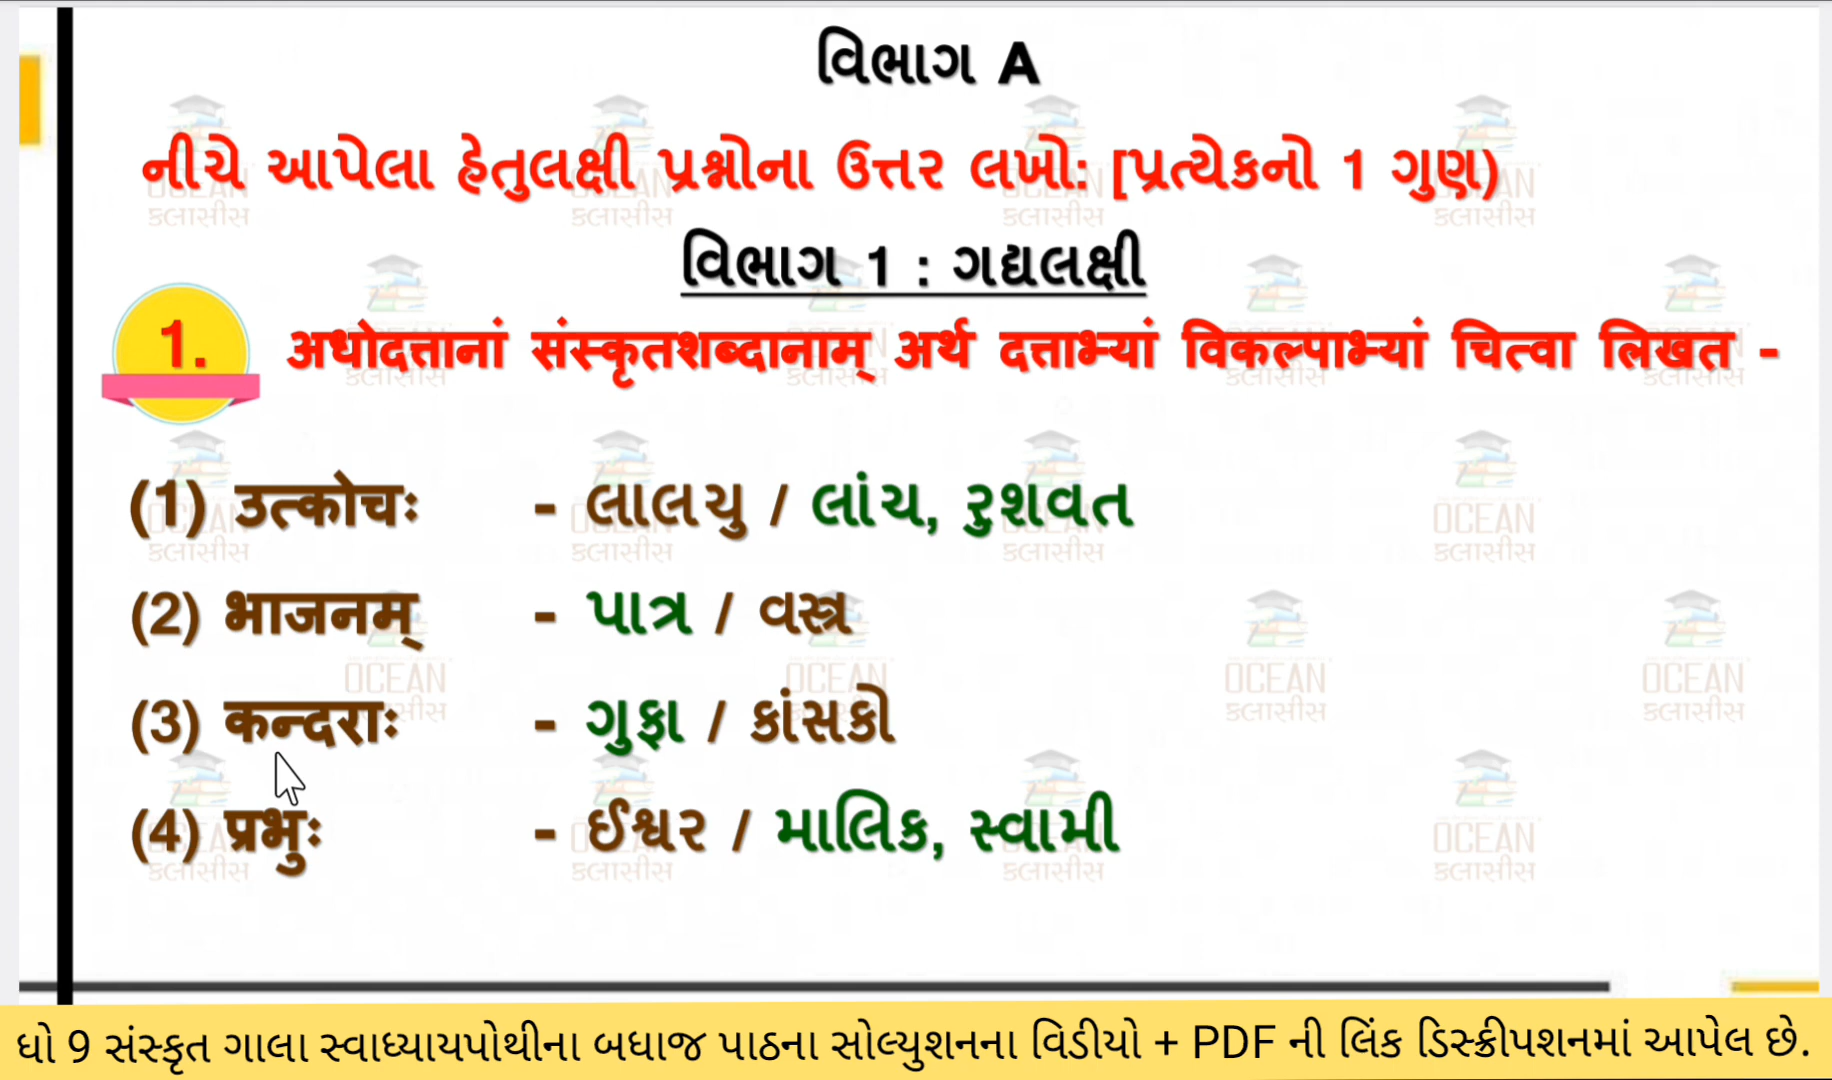 વિભાગ A
નીચે આપેલા હેતુલક્ષી પ્રશ્નોના ઉત્તર લખો: [પ્રત્યેકનો 1 ગુણ)
વિભાગ 1 : ગદ્યલક્ષી
1. अधोदत्तानां संस्कृतशब्दानाम् अर्थ दत्ताभ्यां विकल्पाभ्यां चित्वा लिखत -
(1) उत्कोचः - લાલચુ / લાંચ, રુશવત
(2) भाजनम् - પાત્ર / વસ્ત્ર
(3) कन्दराः - ગુફા / કાંસકો
(4) प्रभुः - ઈશ્વર / માલિક, સ્વામી
ધો 9 સંસ્કૃત ગાલા સ્વાધ્યાયપોથીના બધાજ પાઠના સોલ્યુશનના વિડીયો + PDF ની લિંક ડિસ્ક્રીપશનમાં આપેલ છે.
OCEAN
ક્લાસીસ